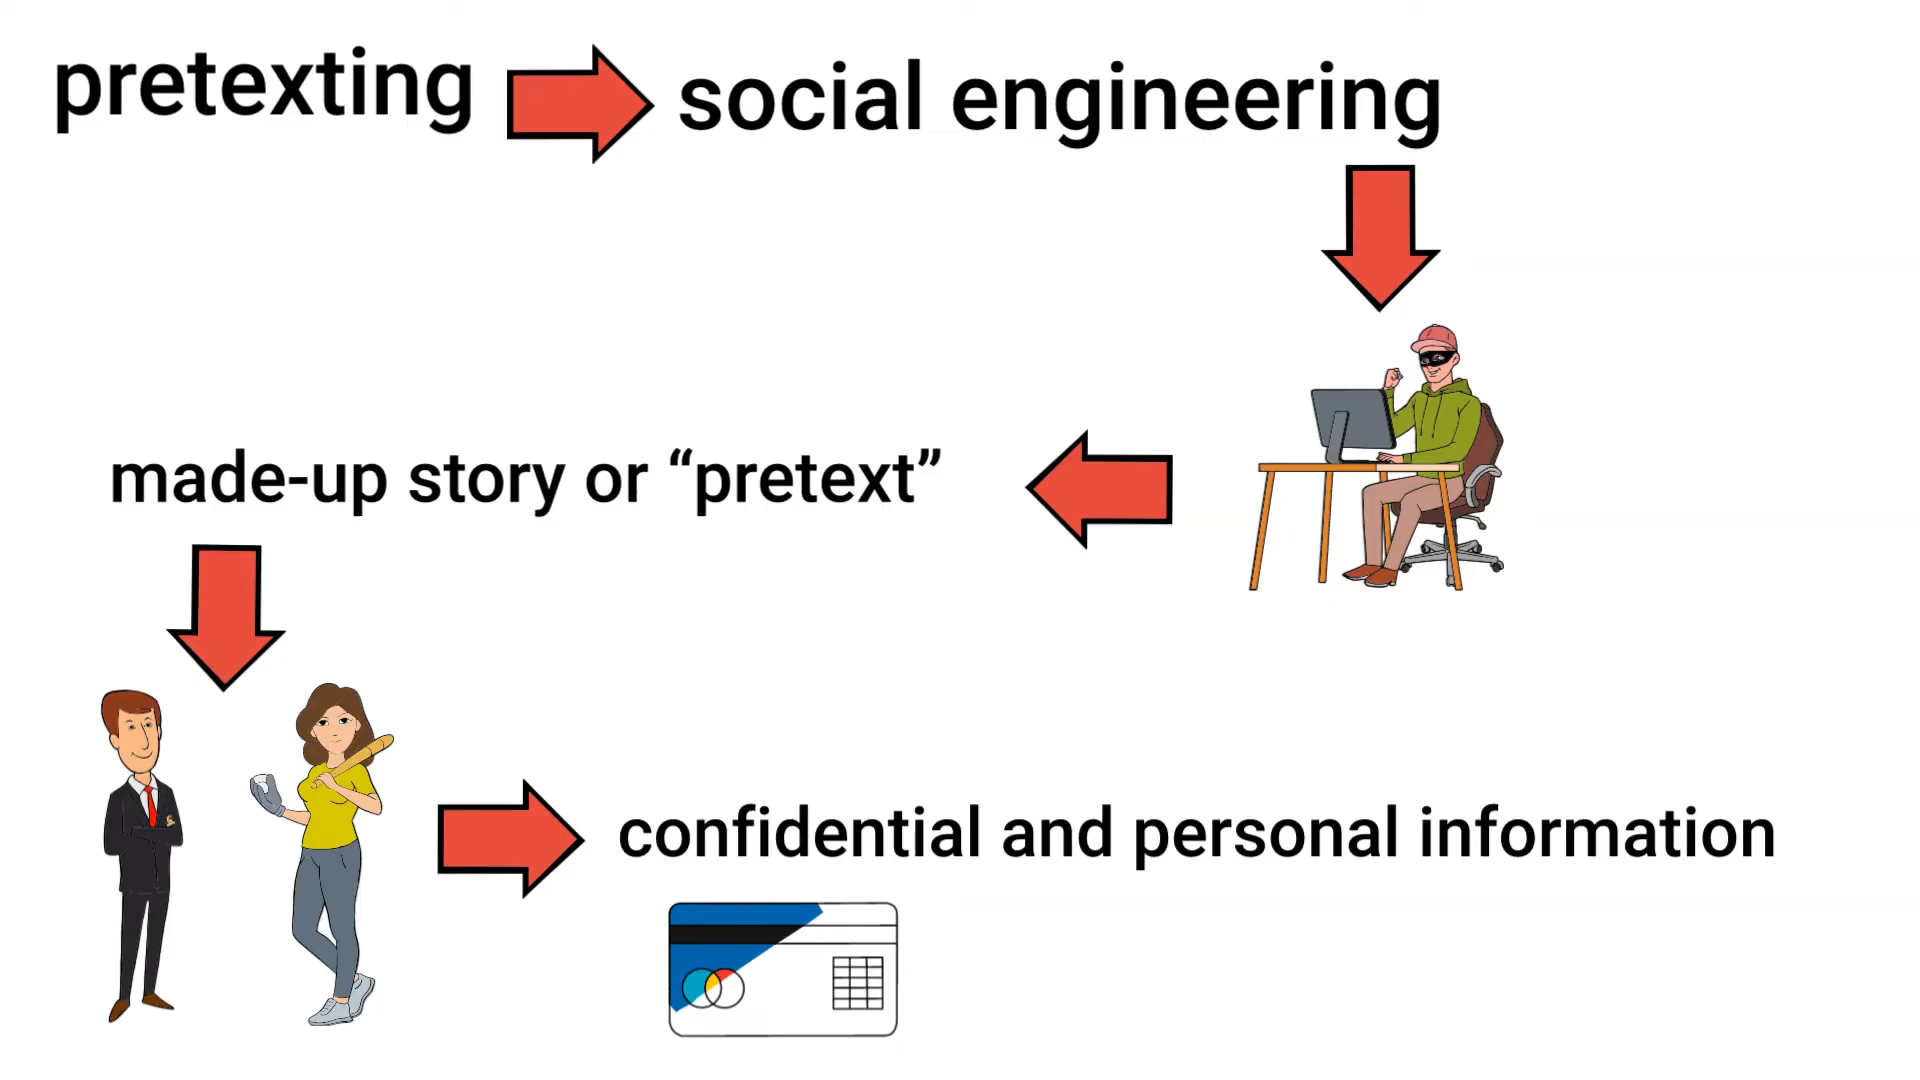 pretexting
social engineering
made-up story or “pretext”
confidential and personal information